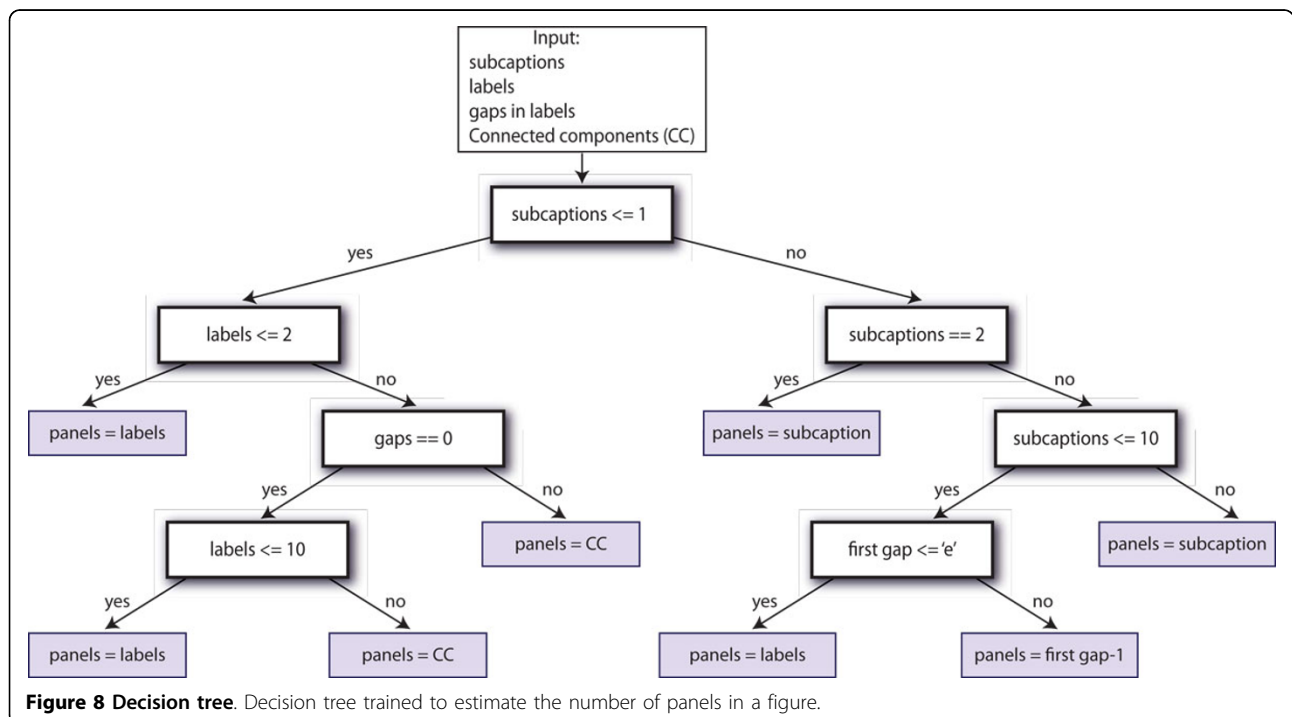 Input:
subcaptions
labels
gaps in labels
Connected components (CC)
subcaptions <= 1
yes
no
labels <= 2
subcaptions == 2
yes
no
yes
no
panels = labels
gaps == 0
panels = subcaption
subcaptions <= 10
yes
no
yes
no
labels <= 10
panels = CC
first gap <= 'e'
panels = subcaption
yes
no
yes
no
panels = labels
panels = CC
panels = labels
panels = first gap-1
Figure 8 Decision tree. Decision tree trained to estimate the number of panels in a figure.